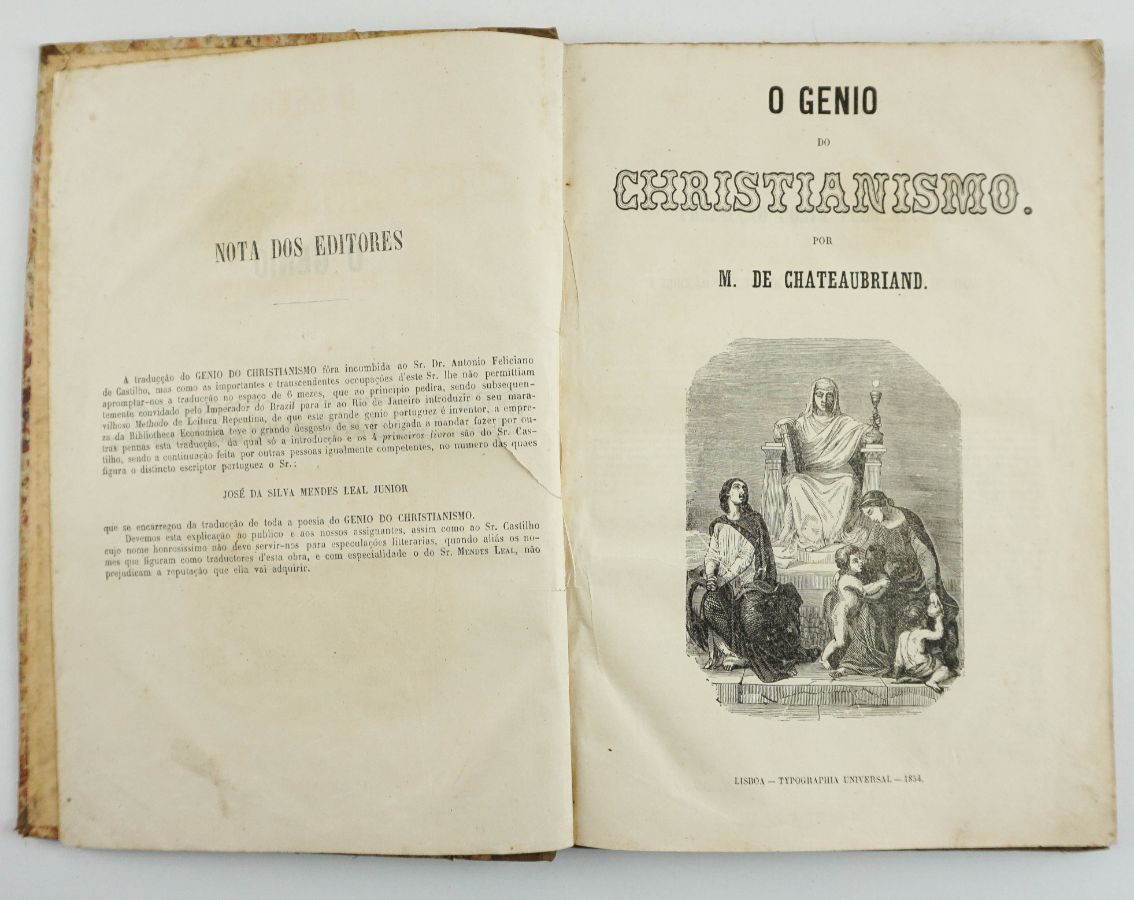 NOTA DOS EDITORES
A traducção do GENIO DO CHRISTIANISMO fôra incumbida ao Sr. Dr. Antonio Feliciano
de Castilho, mas como as importantes e transcendentes occupações d'este Sr. lhe não permittiam
apromptar-nos a traducção no espaço de 6 mezes, que ao principio pedira, sendo subsequen-
temente convidado pelo Imperador do Brazil para ir ao Rio de Janeiro introduzir o seu mara-
vilhoso Methodo de Leitura Repentina, de que este grande genio portuguez é inventor, a empre-
za da Bibliotheca Economica teve o grande desgosto de se ver obrigada a mandar fazer por ou-
tras pennas esta traducção, da qual só a introducção e os 4 primeiros livros são do Sr. Cas-
tilho, sendo a continuação feita por outras pessoas igualmente competentes, no numero das quaes
figura o distincto escriptor portuguez o Sr.:
JOSÉ DA SILVA MENDES LEAL JUNIOR
que se encarregou da traducção de toda a poesia do GENIO DO CHRISTIANISMO.
Devemos esta explicação ao publico e aos nossos assignantes, assim como ao Sr. Castilho
cujo nome honrosissimo não deve servir-nos para especulações litterarias, quando aliás os no-
mes que figuram como traductores d'esta obra, e com especialidade o do Sr. MENDES LEAL, não
prejudicam a reputação que ella vai adquirir.
O GENIO
DO
CHRISTIANISMO.
POR
M. DE CHATEAUBRIAND.
LISBOA — TYPOGRAPHIA UNIVERSAL — 1854.